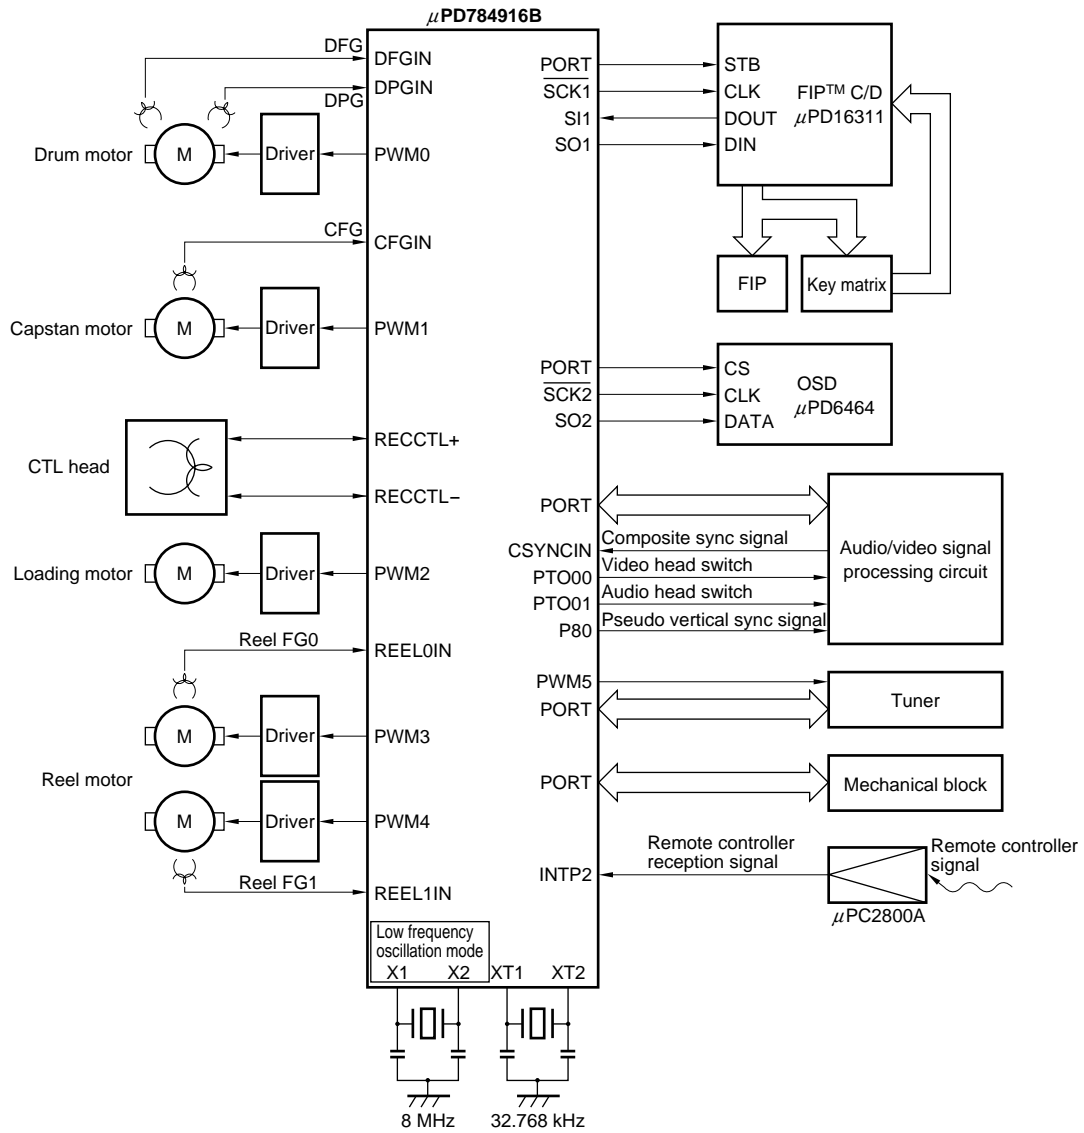 μPD784916B
DFG
DFGIN
DPGIN
DPG
Drum motor
M
Driver
PWM0
CFG
CFGIN
Capstan motor
M
Driver
PWM1
CTL head
RECCTL+
RECCTL−
Loading motor
M
Driver
PWM2
Reel FG0
REEL0IN
M
Driver
PWM3
Reel motor
M
Driver
PWM4
Reel FG1
REEL1IN
Low frequency
oscillation mode
X1
X2
XT1
XT2
8 MHz
32.768 kHz
PORT
SCK1
SI1
SO1
STB
CLK
DOUT
DIN
FIP™ C/D
μPD16311
FIP
Key matrix
PORT
SCK2
SO2
CS
CLK
DATA
OSD
μPD6464
PORT
CSYNCIN
Composite sync signal
PTO00
Video head switch
PTO01
Audio head switch
P80
Pseudo vertical sync signal
Audio/video signal
processing circuit
PWM5
PORT
Tuner
PORT
Mechanical block
INTP2
Remote controller
reception signal
Remote controller
signal
μPC2800A